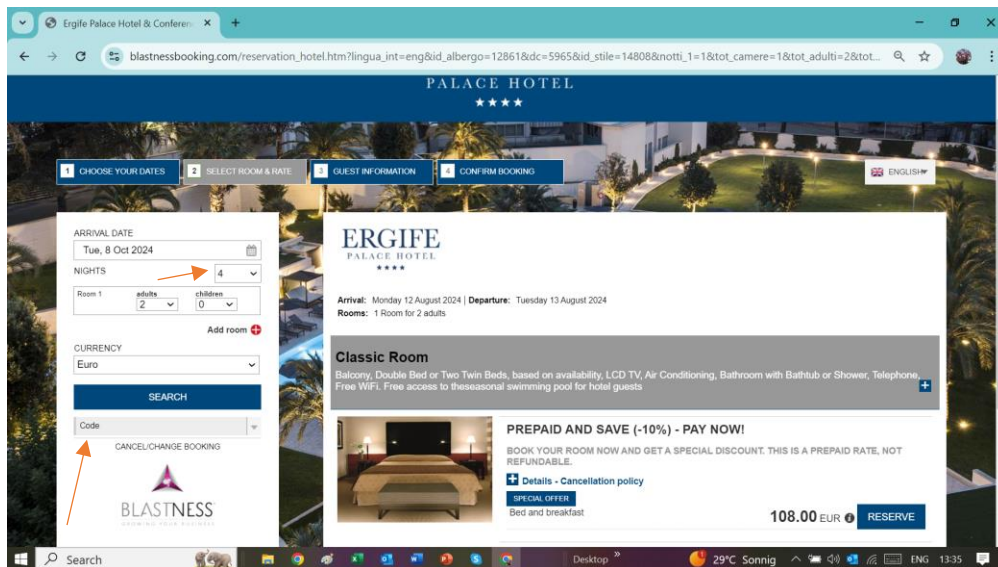 Ergife Palace Hotel & Conferen
blastnessbooking.com/reservation_hotel.htm?lingua_int=eng&id_albergo=12861&dc=5965&id_stile=14808&notti_1=1&tot_camere=1&tot_adulti=2&tot...
PALACE HOTEL
1 CHOOSE YOUR DATES 2 SELECT ROOM & RATE 3 GUEST INFORMATION 4 CONFIRM BOOKING ENGLISH
ARRIVAL DATE
Tue, 8 Oct 2024
NIGHTS
4
Room 1 adults children
2 0
Add room
CURRENCY
Euro
SEARCH
Code
CANCEL/CHANGE BOOKING
BLASTNESS
GROWING YOUR BUSINESS
ERGIFE
PALACE HOTEL
Arrival: Monday 12 August 2024 | Departure: Tuesday 13 August 2024
Rooms: 1 Room for 2 adults
Classic Room
Balcony, Double Bed or Two Twin Beds, based on availability, LCD TV, Air Conditioning, Bathroom with Bathtub or Shower, Telephone,
Free WiFi. Free access to theseasonal swimming pool for hotel guests
PREPAID AND SAVE (-10%) - PAY NOW!
BOOK YOUR ROOM NOW AND GET A SPECIAL DISCOUNT. THIS IS A PREPAID RATE, NOT
REFUNDABLE.
Details - Cancellation policy
SPECIAL OFFER
Bed and breakfast
108.00 EUR RESERVE
Search Desktop 29°C Sonnig ENG 13:35